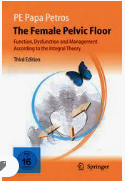 PE Papa Petros
The Female Pelvic Floor
Function, Dysfunction and Management
According to the Integral Theory
Third Edition
16
Springer